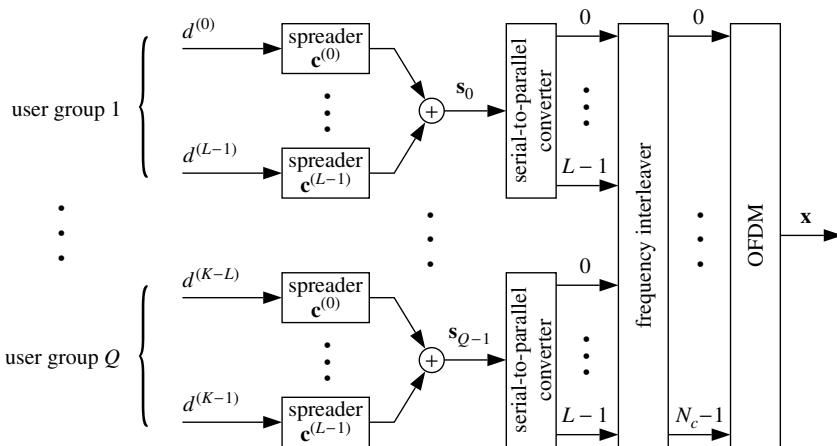 d^(0)
spreader
c^(0)
user group 1
d^(L−1)
spreader
c^(L−1)
+
s_0
serial-to-parallel
converter
0
L − 1
frequency interleaver
0
OFDM
x
d^(K−L)
spreader
c^(0)
user group Q
d^(K−1)
spreader
c^(L−1)
+
s_Q−1
serial-to-parallel
converter
0
L − 1
N_c−1